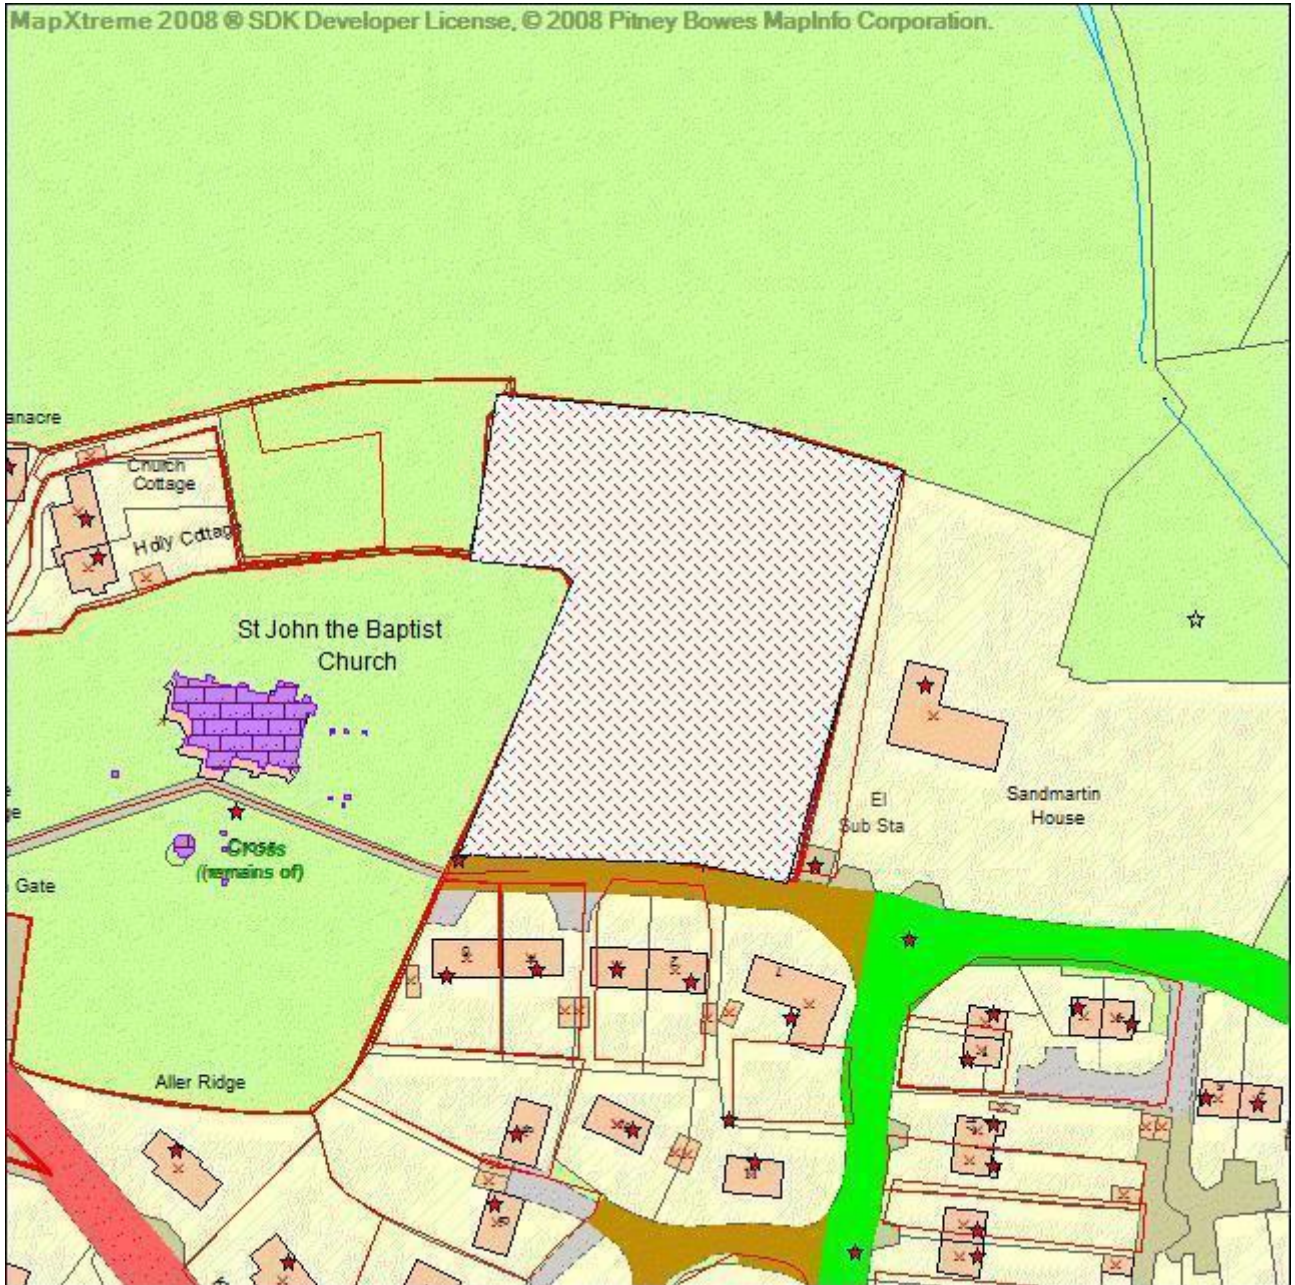 MapXtreme 2008 ® SDK Developer License, © 2008 Pitney Bowes MapInfo Corporation.
anacre
Church
Cottage
Holly Cottage
St John the Baptist
Church
Cross
(remains of)
Gate
El
Sub Sta
Sandmartin
House
Aller Ridge